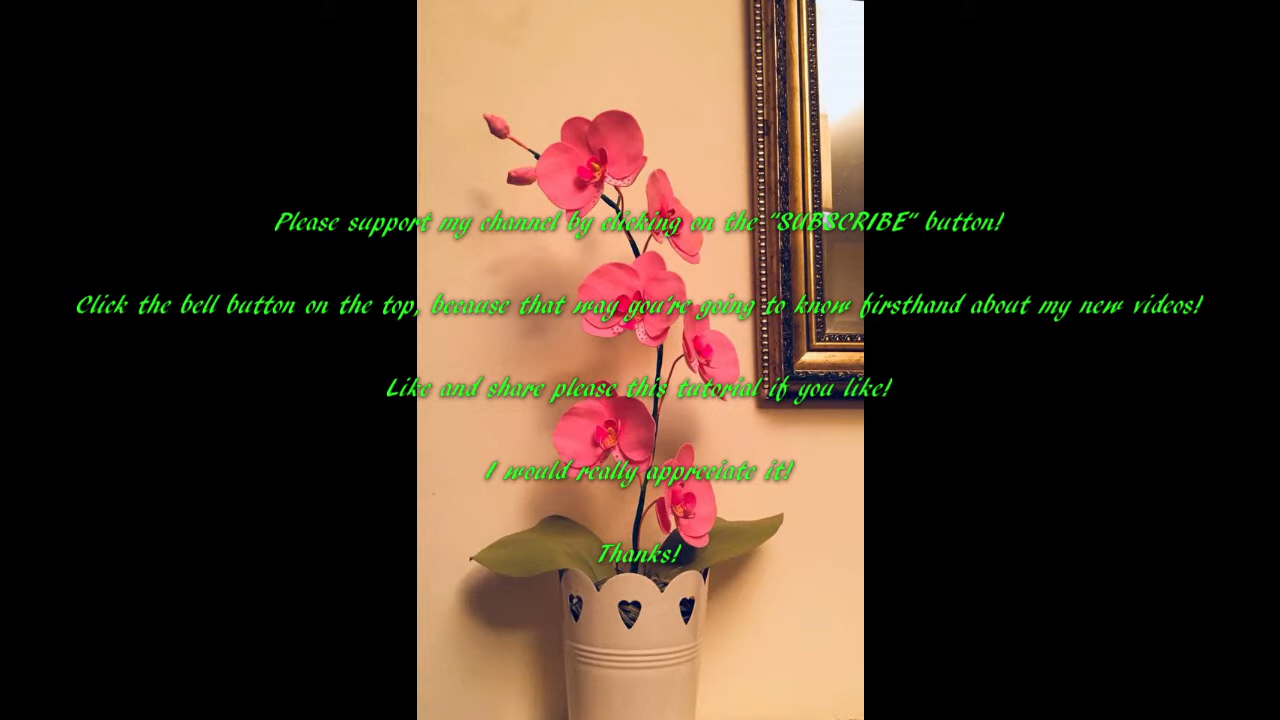 Please support my channel by clicking on the "SUBSCRIBE" button!
Click the bell button on the top, because that way you're going to know firsthand about my new videos!
Like and share please this tutorial if you like!
I would really appreciate it!
Thanks!